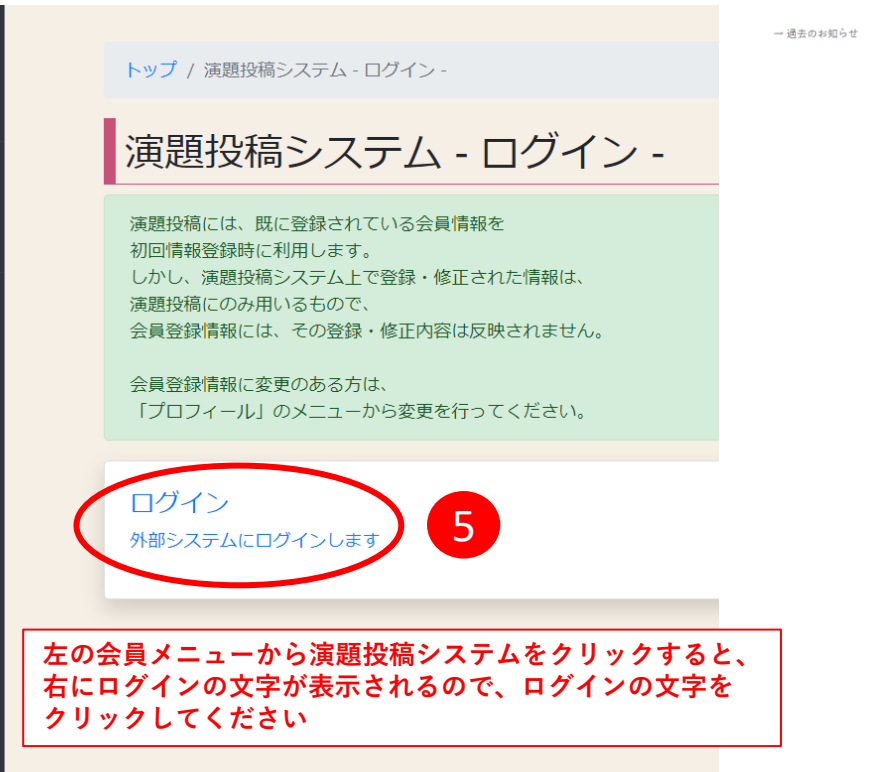 → 過去のお知らせ
トップ / 演題投稿システム - ログイン -
演題投稿システム - ログイン -
演題投稿には、既に登録されている会員情報を
初回情報登録時に利用します。
しかし、演題投稿システム上で登録・修正された情報は、
演題投稿にのみ用いるもので、
会員登録情報には、その登録・修正内容は反映されません。
会員登録情報に変更のある方は、
「プロフィール」のメニューから変更を行ってください。
ログイン
外部システムにログインします
5
左の会員メニューから演題投稿システムをクリックすると、
右にログインの文字が表示されるので、ログインの文字を
クリックしてください